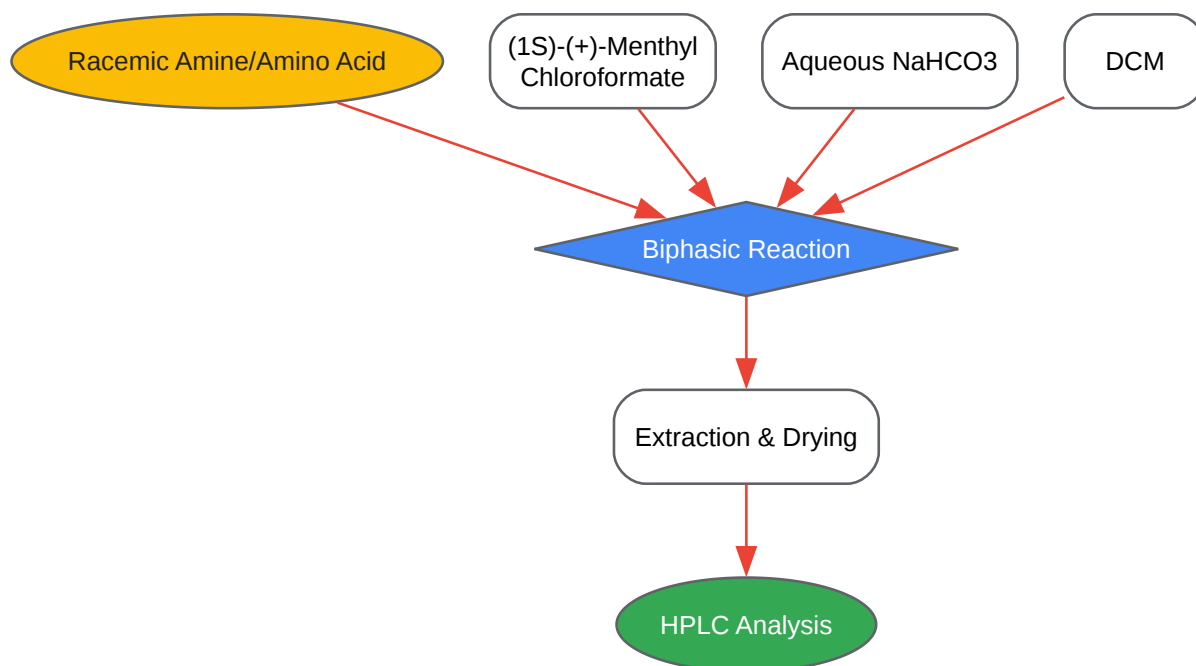 Racemic Amine/Amino Acid
(1S)-(+)-Menthyl
Chloroformate
Aqueous NaHCO3
DCM
Biphasic Reaction
Extraction & Drying
HPLC Analysis